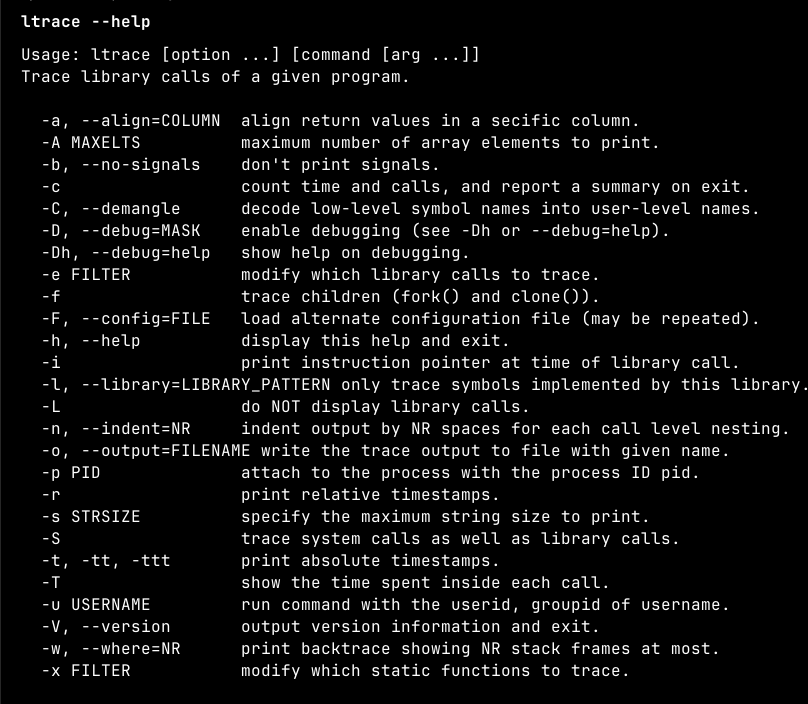 ltrace --help
Usage: ltrace [option ...] [command [arg ...]]
Trace library calls of a given program.

  -a, --align=COLUMN  align return values in a secific column.
  -A MAXELTS          maximum number of array elements to print.
  -b, --no-signals    don't print signals.
  -c                  count time and calls, and report a summary on exit.
  -C, --demangle      decode low-level symbol names into user-level names.
  -D, --debug=MASK    enable debugging (see -Dh or --debug=help).
  -Dh, --debug=help   show help on debugging.
  -e FILTER           modify which library calls to trace.
  -f                  trace children (fork() and clone()).
  -F, --config=FILE   load alternate configuration file (may be repeated).
  -h, --help          display this help and exit.
  -i                  print instruction pointer at time of library call.
  -l, --library=LIBRARY_PATTERN only trace symbols implemented by this library.
  -L                  do NOT display library calls.
  -n, --indent=NR     indent output by NR spaces for each call level nesting.
  -o, --output=FILENAME write the trace output to file with given name.
  -p PID              attach to the process with the process ID pid.
  -r                  print relative timestamps.
  -s STRSIZE          specify the maximum string size to print.
  -S                  trace system calls as well as library calls.
  -t, -tt, -ttt       print absolute timestamps.
  -T                  show the time spent inside each call.
  -u USERNAME         run command with the userid, groupid of username.
  -V, --version       output version information and exit.
  -w, --where=NR      print backtrace showing NR stack frames at most.
  -x FILTER           modify which static functions to trace.